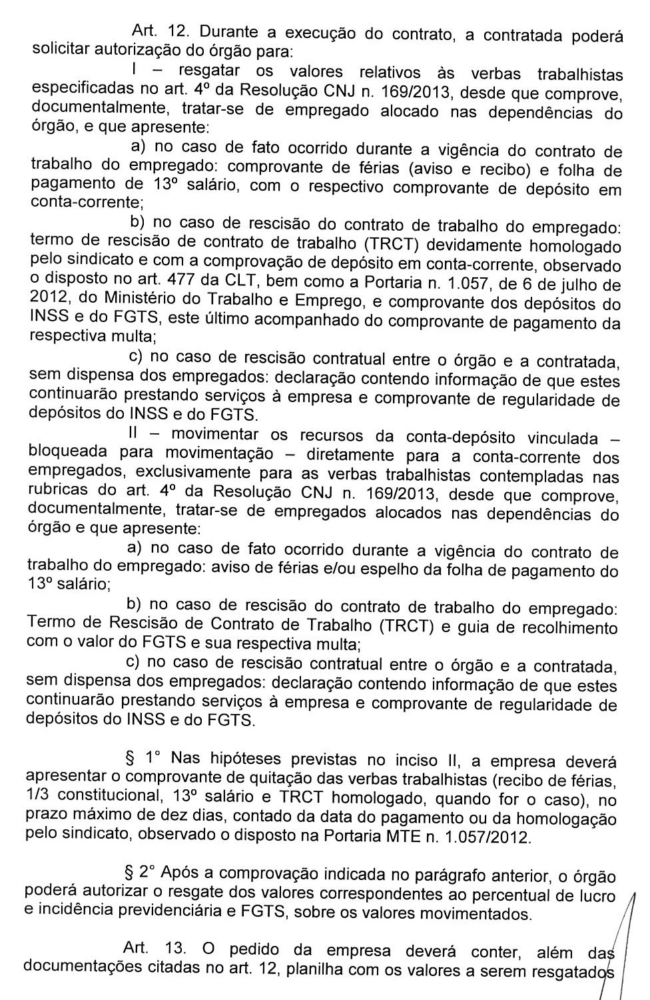 Art. 12. Durante a execução do contrato, a contratada poderá
solicitar autorização do órgão para:
I – resgatar os valores relativos às verbas trabalhistas
especificadas no art. 4º da Resolução CNJ n. 169/2013, desde que comprove,
documentalmente, tratar-se de empregado alocado nas dependências do
órgão, e que apresente:
a) no caso de fato ocorrido durante a vigência do contrato de
trabalho do empregado: comprovante de férias (aviso e recibo) e folha de
pagamento de 13º salário, com o respectivo comprovante de depósito em
conta-corrente;
b) no caso de rescisão do contrato de trabalho do empregado:
termo de rescisão de contrato de trabalho (TRCT) devidamente homologado
pelo sindicato e com a comprovação de depósito em conta-corrente, observado
o disposto no art. 477 da CLT, bem como a Portaria n. 1.057, de 6 de julho de
2012, do Ministério do Trabalho e Emprego, e comprovante dos depósitos do
INSS e do FGTS, este último acompanhado do comprovante de pagamento da
respectiva multa;
c) no caso de rescisão contratual entre o órgão e a contratada,
sem dispensa dos empregados: declaração contendo informação de que estes
continuarão prestando serviços à empresa e comprovante de regularidade de
depósitos do INSS e do FGTS.
II – movimentar os recursos da conta-depósito vinculada –
bloqueada para movimentação – diretamente para a conta-corrente dos
empregados, exclusivamente para as verbas trabalhistas contempladas nas
rubricas do art. 4º da Resolução CNJ n. 169/2013, desde que comprove,
documentalmente, tratar-se de empregados alocados nas dependências do
órgão e que apresente:
a) no caso de fato ocorrido durante a vigência do contrato de
trabalho do empregado: aviso de férias e/ou espelho da folha de pagamento do
13º salário;
b) no caso de rescisão do contrato de trabalho do empregado:
Termo de Rescisão de Contrato de Trabalho (TRCT) e guia de recolhimento
com o valor do FGTS e sua respectiva multa;
c) no caso de rescisão contratual entre o órgão e a contratada,
sem dispensa dos empregados: declaração contendo informação de que estes
continuarão prestando serviços à empresa e comprovante de regularidade de
depósitos do INSS e do FGTS.
§ 1° Nas hipóteses previstas no inciso II, a empresa deverá
apresentar o comprovante de quitação das verbas trabalhistas (recibo de férias,
1/3 constitucional, 13º salário e TRCT homologado, quando for o caso), no
prazo máximo de dez dias, contado da data do pagamento ou da homologação
pelo sindicato, observado o disposto na Portaria MTE n. 1.057/2012.
§ 2° Após a comprovação indicada no parágrafo anterior, o órgão
poderá autorizar o resgate dos valores correspondentes ao percentual de lucro
e incidência previdenciária e FGTS, sobre os valores movimentados.
Art. 13. O pedido da empresa deverá conter, além das
documentações citadas no art. 12, planilha com os valores a serem resgatados